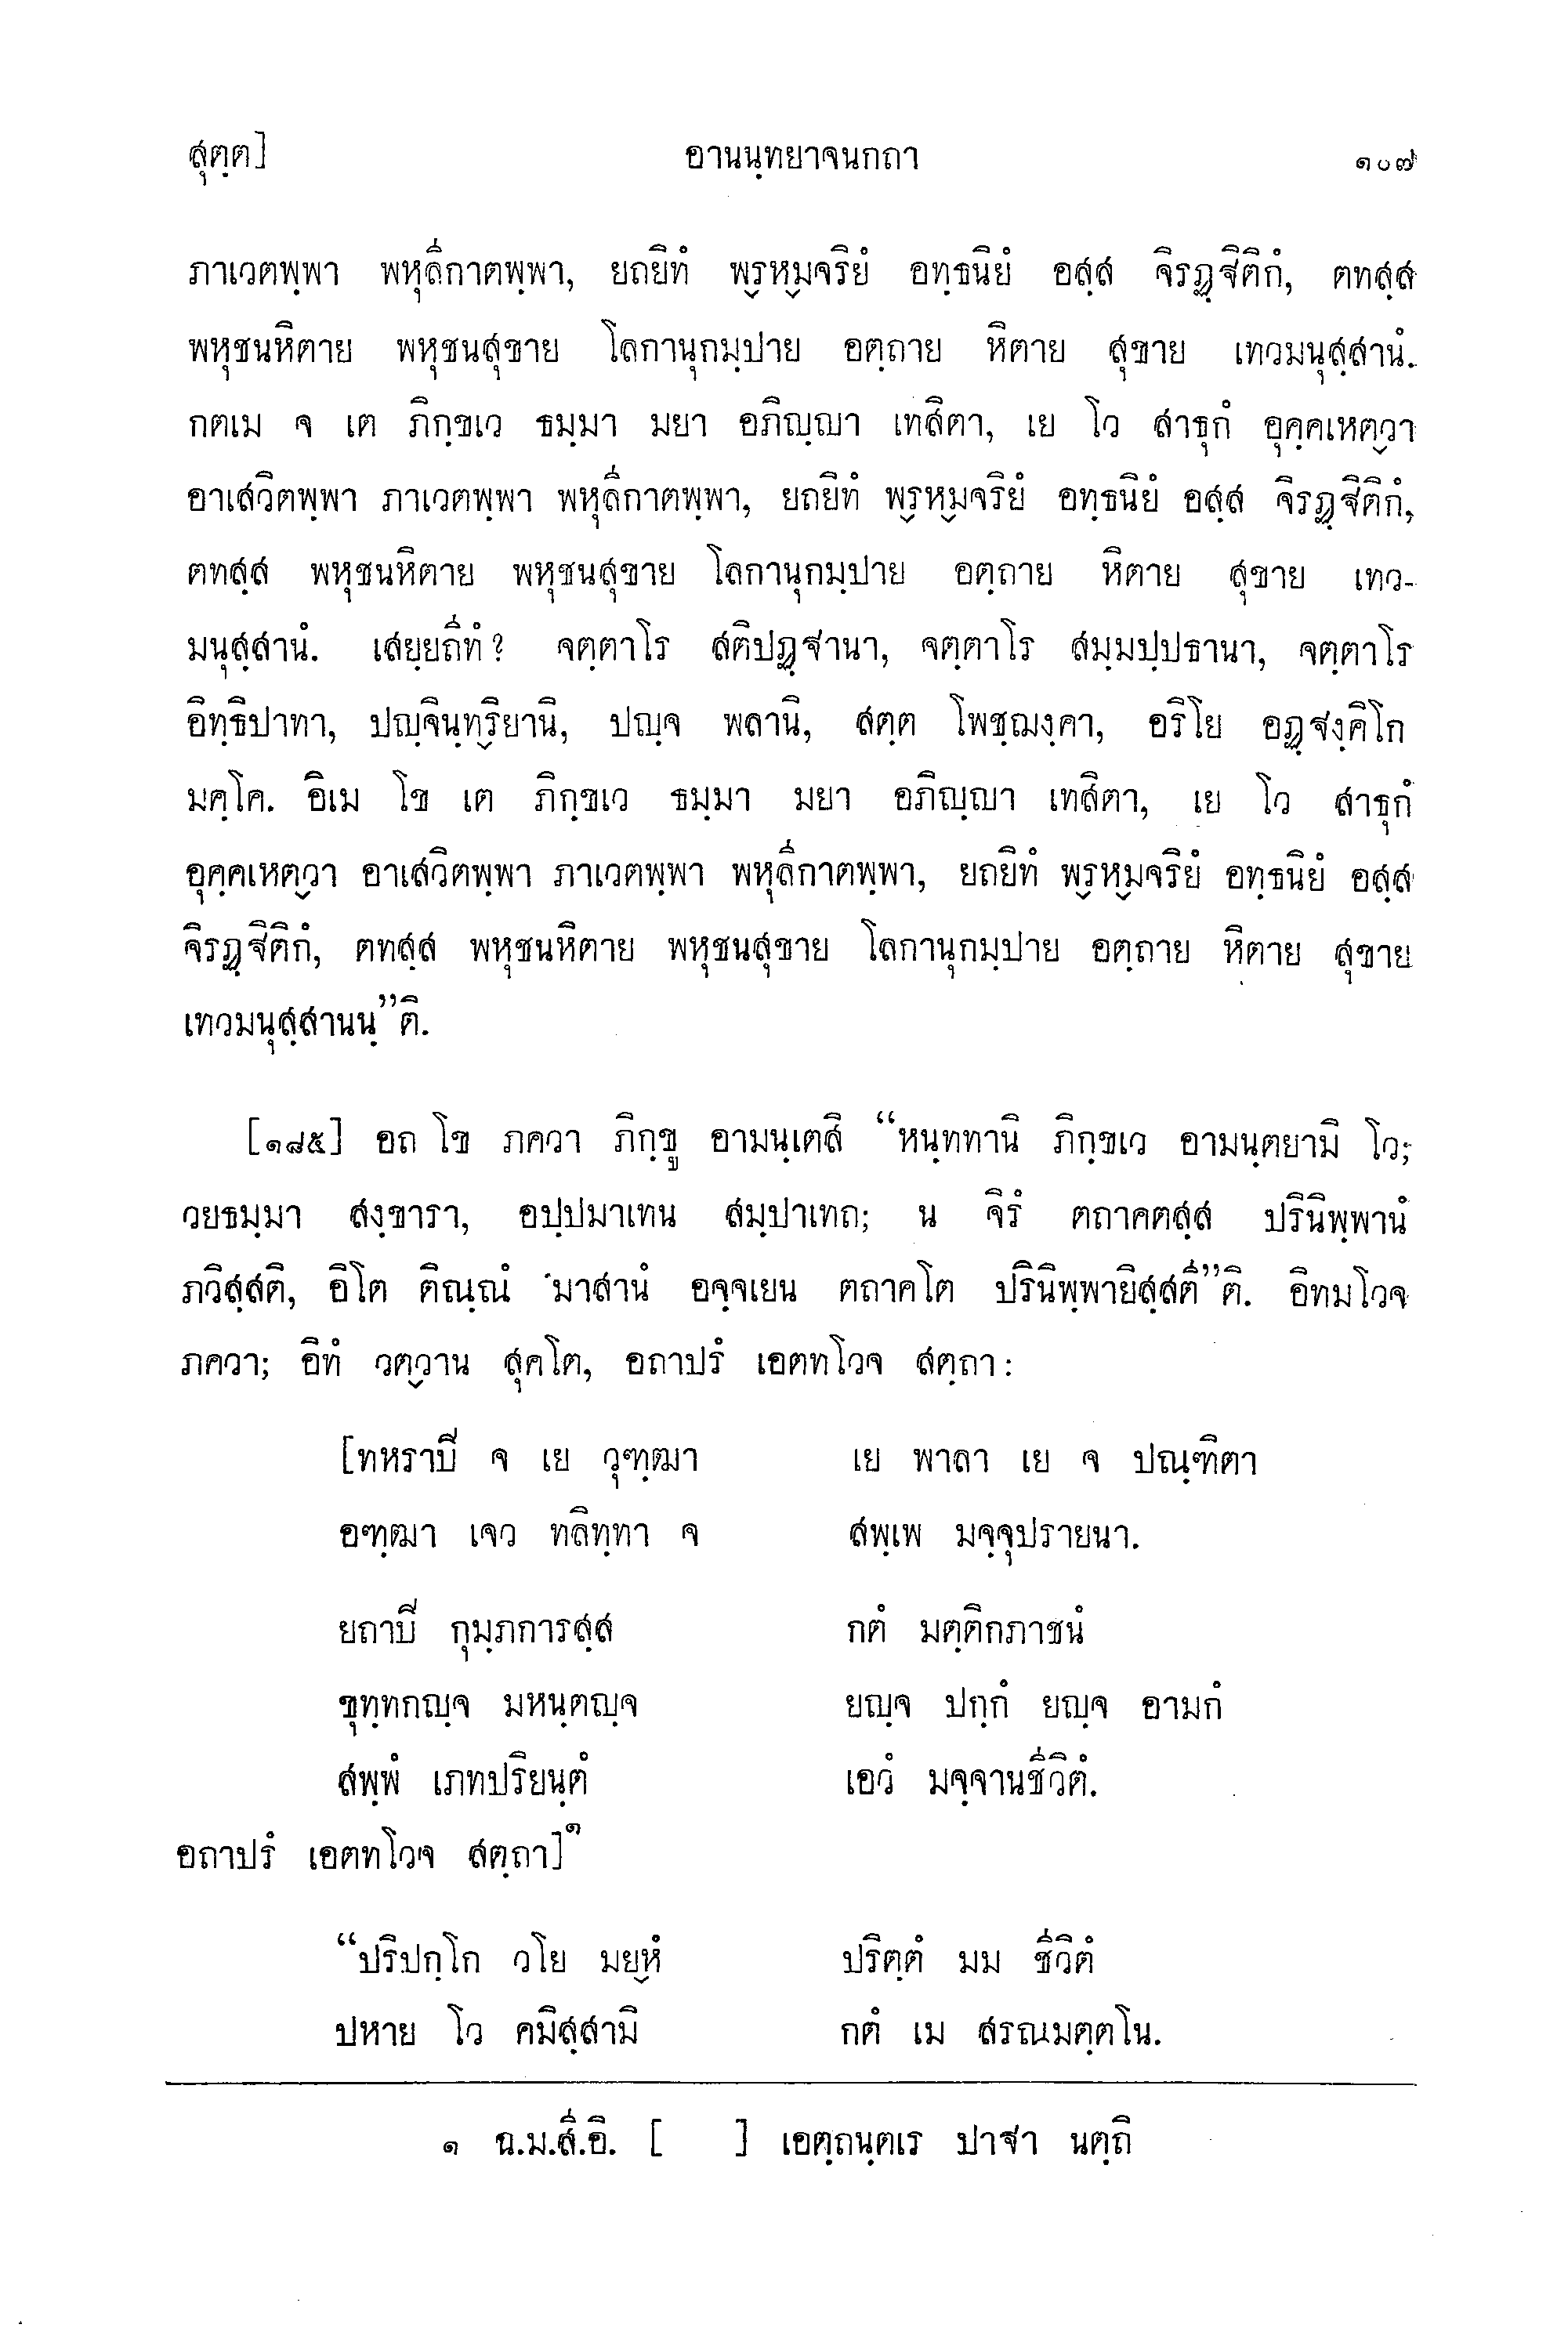 สุตฺต] อานนฺทยาจนกถา ๑๐๗
ภาเวตพฺพา พหุลีกาตพฺพา, ยถยิทํ พฺรหฺมจริยํ อทฺธนิยํ อสฺส จิรฏฺฐิติกํ, ตทสฺส
พหุชนหิตาย พหุชนสุขาย โลกานุกมฺปาย อตฺถาย หิตาย สุขาย เทวมนุสฺสานํ.
กตเม จ เต ภิกฺขเว ธมฺมา มยา อภิญฺญา เทสิตา, เย โว สาธุกํ อุคฺคเหตฺวา
อาเสวิตพฺพา ภาเวตพฺพา พหุลีกาตพฺพา, ยถยิทํ พฺรหฺมจริยํ อทฺธนิยํ อสฺส จิรฏฺฐิติกํ,
ตทสฺส พหุชนหิตาย พหุชนสุขาย โลกานุกมฺปาย อตฺถาย หิตาย สุขาย เทว-
มนุสฺสานํ. เสยฺยถีทํ? จตฺตาโร สติปฏฺฐานา, จตฺตาโร สมฺมปฺปธานา, จตฺตาโร
อิทฺธิปาทา, ปญฺจินฺทฺริยานิ, ปญฺจ พลานิ, สตฺต โพชฺฌงฺคา, อริโย อฏฺฐงฺคิโก
มคฺโค. อิเม โข เต ภิกฺขเว ธมฺมา มยา อภิญฺญา เทสิตา, เย โว สาธุกํ
อุคฺคเหตฺวา อาเสวิตพฺพา ภาเวตพฺพา พหุลีกาตพฺพา, ยถยิทํ พฺรหฺมจริยํ อทฺธนิยํ อสฺส
จิรฏฺฐิติกํ, ตทสฺส พหุชนหิตาย พหุชนสุขาย โลกานุกมฺปาย อตฺถาย หิตาย สุขาย
เทวมนุสฺสานนฺ”ติ.
[๑๘๕] อถ โข ภควา ภิกฺขู อามนฺเตสิ “หนฺททานิ ภิกฺขเว อามนฺตยามิ โว;
วยธมฺมา สงฺขารา, อปฺปมาเทน สมฺปาเทถ; น จิรํ ตถาคตสฺส ปรินิพฺพานํ
ภวิสฺสติ, อิโต ติณฺณํ มาสานํ อจฺจเยน ตถาคโต ปรินิพฺพายิสฺสตี”ติ. อิทมโวจ
ภควา; อิทํ วตฺวาน สุคโต, อถาปรํ เอตทโวจ สตฺถา:
[ทหราปี จ เย วุฑฺฒา เย พาลา เย จ ปณฺฑิตา
อฑฺฒา เจว ทลิทฺทา จ สพฺเพ มจฺจุปรายนา.
ยถาปี กุมฺภการสฺส กตํ มตฺติกภาชนํ
ขุทฺทกญฺจ มหนฺตญฺจ ยญฺจ ปกฺกํ ยญฺจ อามกํ
สพฺพํ เภทปริยนฺตํ เอวํ มจฺจานชีวิตํ.
อถาปรํ เอตทโวจ สตฺถา]๑
“ปริปกฺโก วโย มยฺหํ ปริตฺตํ มม ชีวิตํ
ปหาย โว คมิสฺสามิ กตํ เม สรณมตฺตโน.
๑ ฉ.ม.สี.อิ. [ ] เอตฺถนฺตเร ปาฐา นตฺถิ